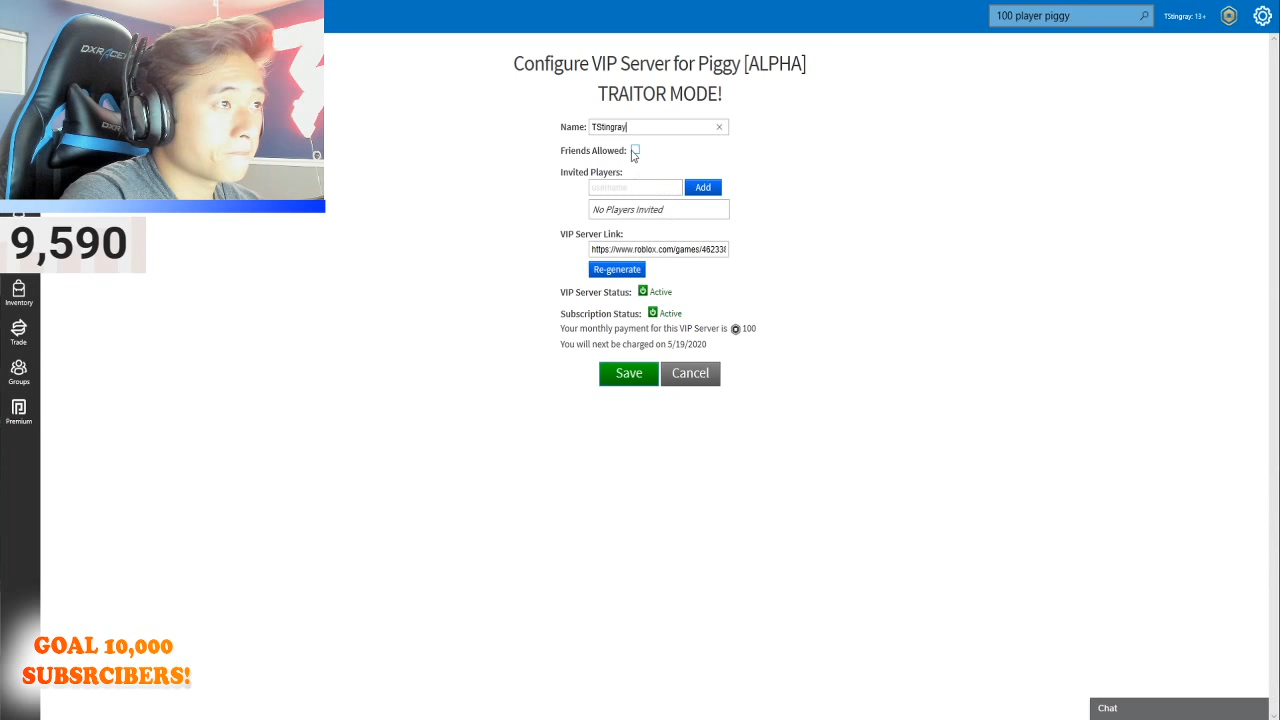 DXRACER
100 player piggy
TStingray: 13+
Configure VIP Server for Piggy [ALPHA]
TRAITOR MODE!
Name: TStingray ×
Friends Allowed:
Invited Players:
username Add
No Players Invited
9,590
VIP Server Link:
https://www.roblox.com/games/46233
Re-generate
VIP Server Status: Active
Subscription Status: Active
Your monthly payment for this VIP Server is 100
You will next be charged on 5/19/2020
Save Cancel
Inventory
Trade
Groups
Premium
GOAL 10,000
SUBSRCIBERS!
Chat